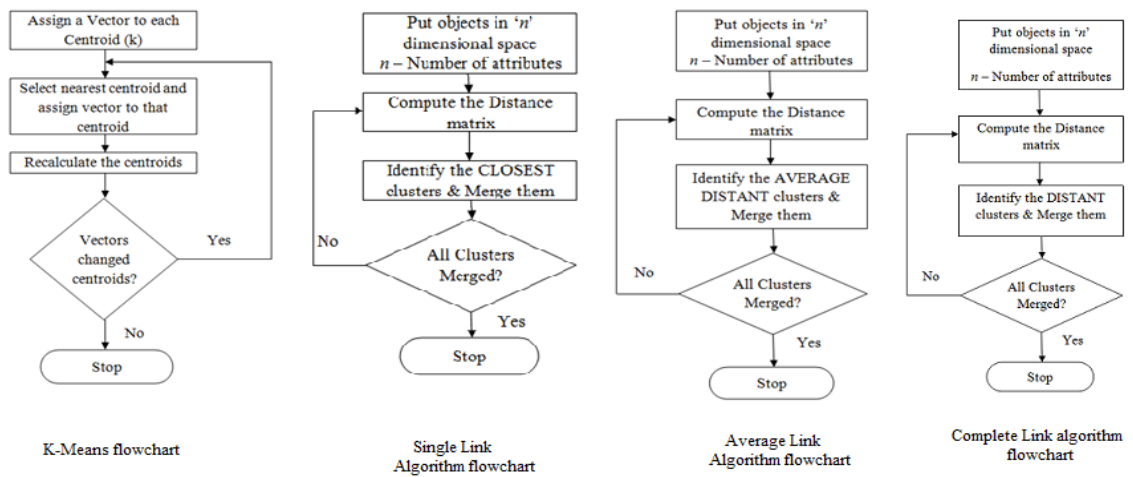 Assign a Vector to each
Centroid (k)
Select nearest centroid and
assign vector to that
centroid
Recalculate the centroids
Vectors
changed
centroids?
Yes
No
Stop
K-Means flowchart
Put objects in ‘n’
dimensional space
n – Number of attributes
Compute the Distance
matrix
Identify the CLOSEST
clusters & Merge them
No
All Clusters
Merged?
Yes
Stop
Single Link
Algorithm flowchart
Put objects in ‘n’
dimensional space
n – Number of attributes
Compute the Distance
matrix
Identify the AVERAGE
DISTANT clusters &
Merge them
No
All Clusters
Merged?
Yes
Stop
Average Link
Algorithm flowchart
Put objects in ‘n’
dimensional space
n – Number of attributes
Compute the Distance
matrix
Identify the DISTANT
clusters & Merge them
No
All Clusters
Merged?
Yes
Stop
Complete Link algorithm
flowchart